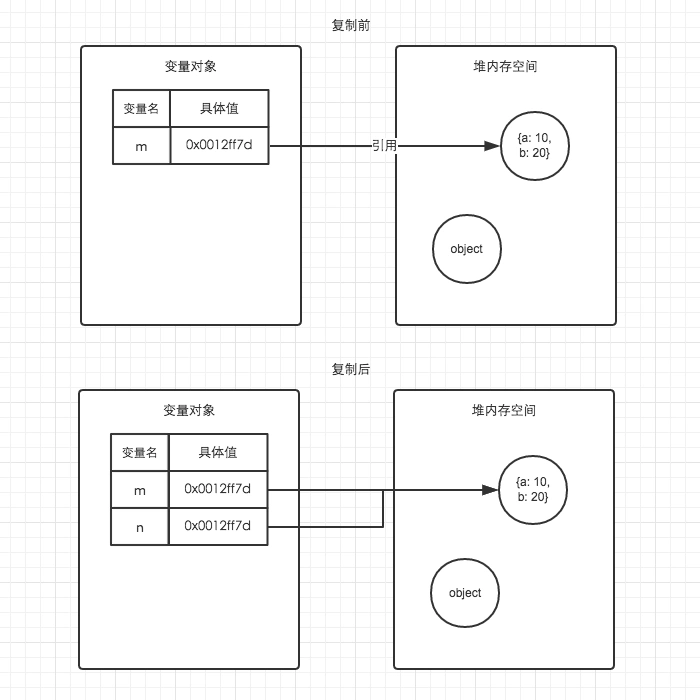 复制前
变量对象
堆内存空间
变量名 具体值
m 0x0012ff7d
引用
{a: 10,
b: 20}
object
复制后
变量对象
堆内存空间
变量名 具体值
m 0x0012ff7d
n 0x0012ff7d
{a: 10,
b: 20}
object